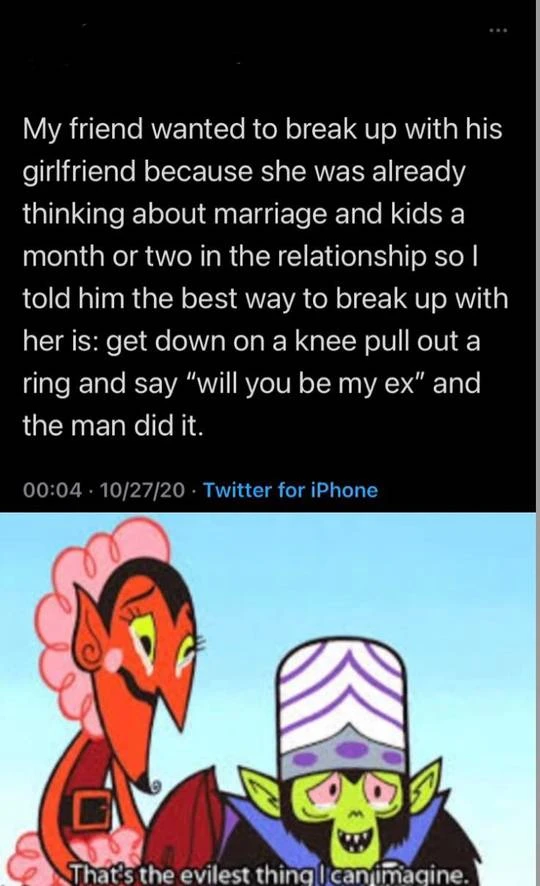 My friend wanted to break up with his
girlfriend because she was already
thinking about marriage and kids a
month or two in the relationship so I
told him the best way to break up with
her is: get down on a knee pull out a
ring and say “will you be my ex” and
the man did it.
00:04 · 10/27/20 · Twitter for iPhone
That's the evilest thing I can imagine.